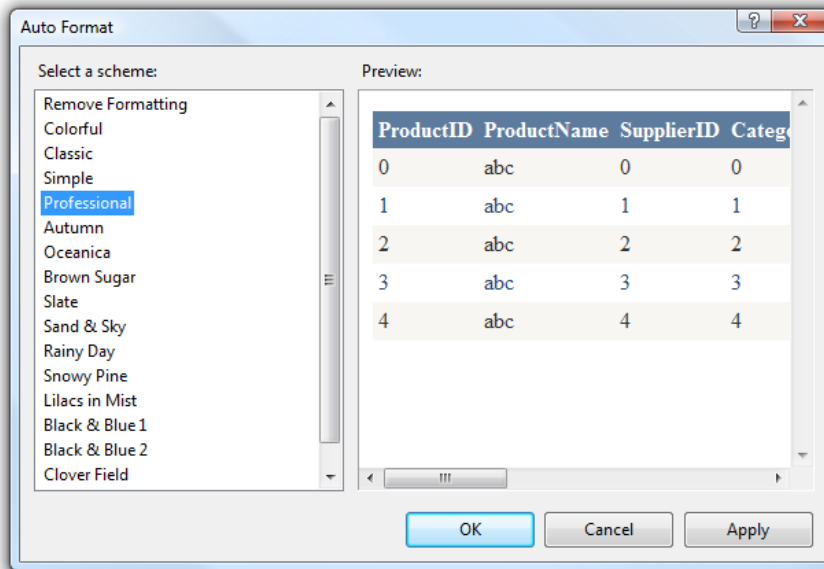 Auto Format
Select a scheme:
Remove Formatting
Colorful
Classic
Simple
Professional
Autumn
Oceanica
Brown Sugar
Slate
Sand & Sky
Rainy Day
Snowy Pine
Lilacs in Mist
Black & Blue 1
Black & Blue 2
Clover Field
Preview:
ProductID ProductName SupplierID Catego
0 abc 0 0
1 abc 1 1
2 abc 2 2
3 abc 3 3
4 abc 4 4
OK Cancel Apply